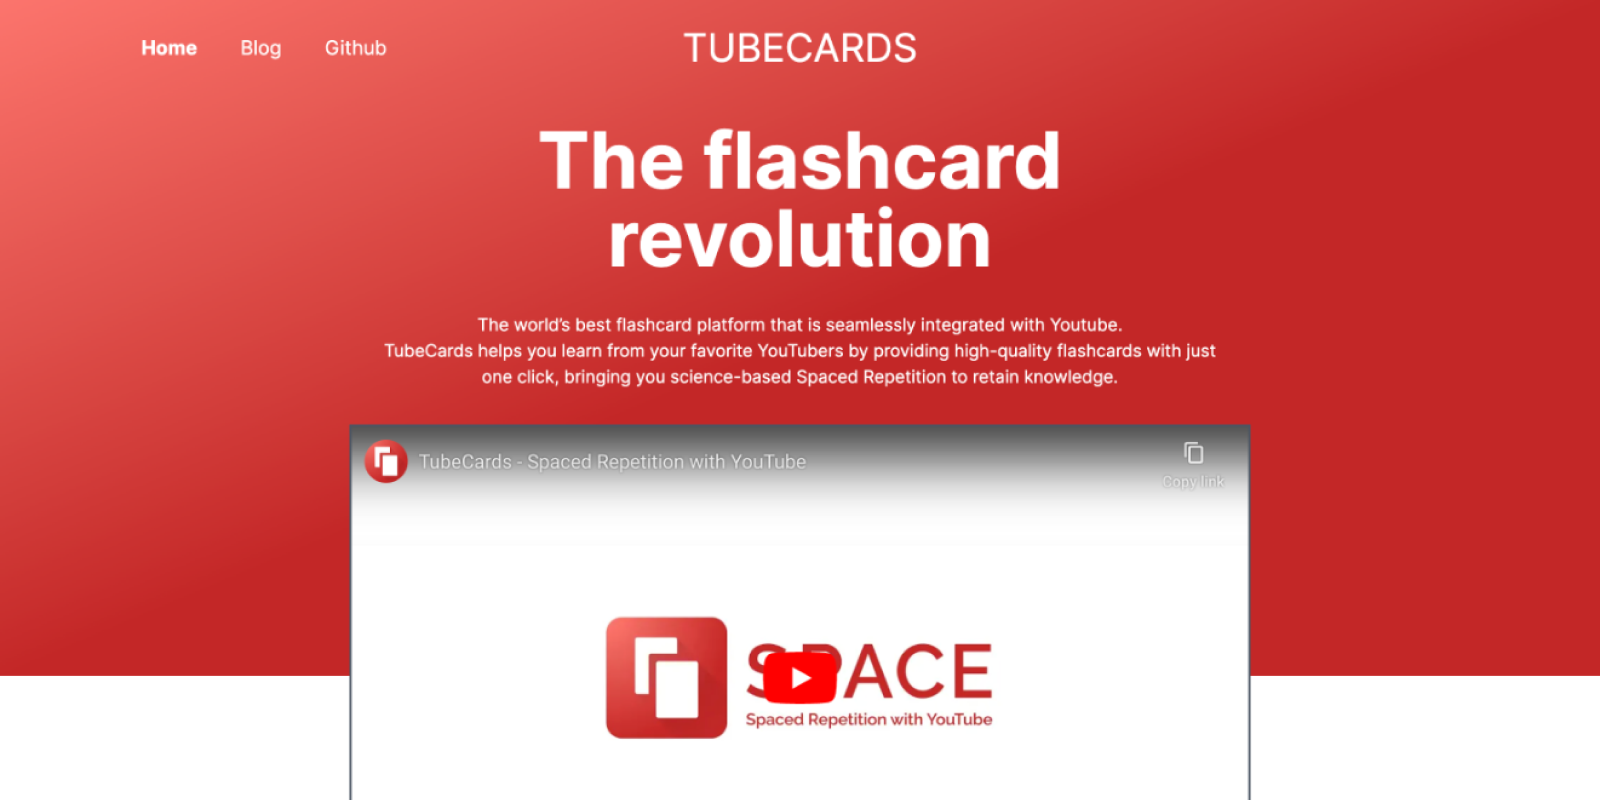 Home Blog Github
TUBECARDS
The flashcard
revolution
The world's best flashcard platform that is seamlessly integrated with Youtube.
TubeCards helps you learn from your favorite YouTubers by providing high-quality flashcards with just
one click, bringing you science-based Spaced Repetition to retain knowledge.
TubeCards - Spaced Repetition with YouTube
Copy link
SPACE
Spaced Repetition with YouTube